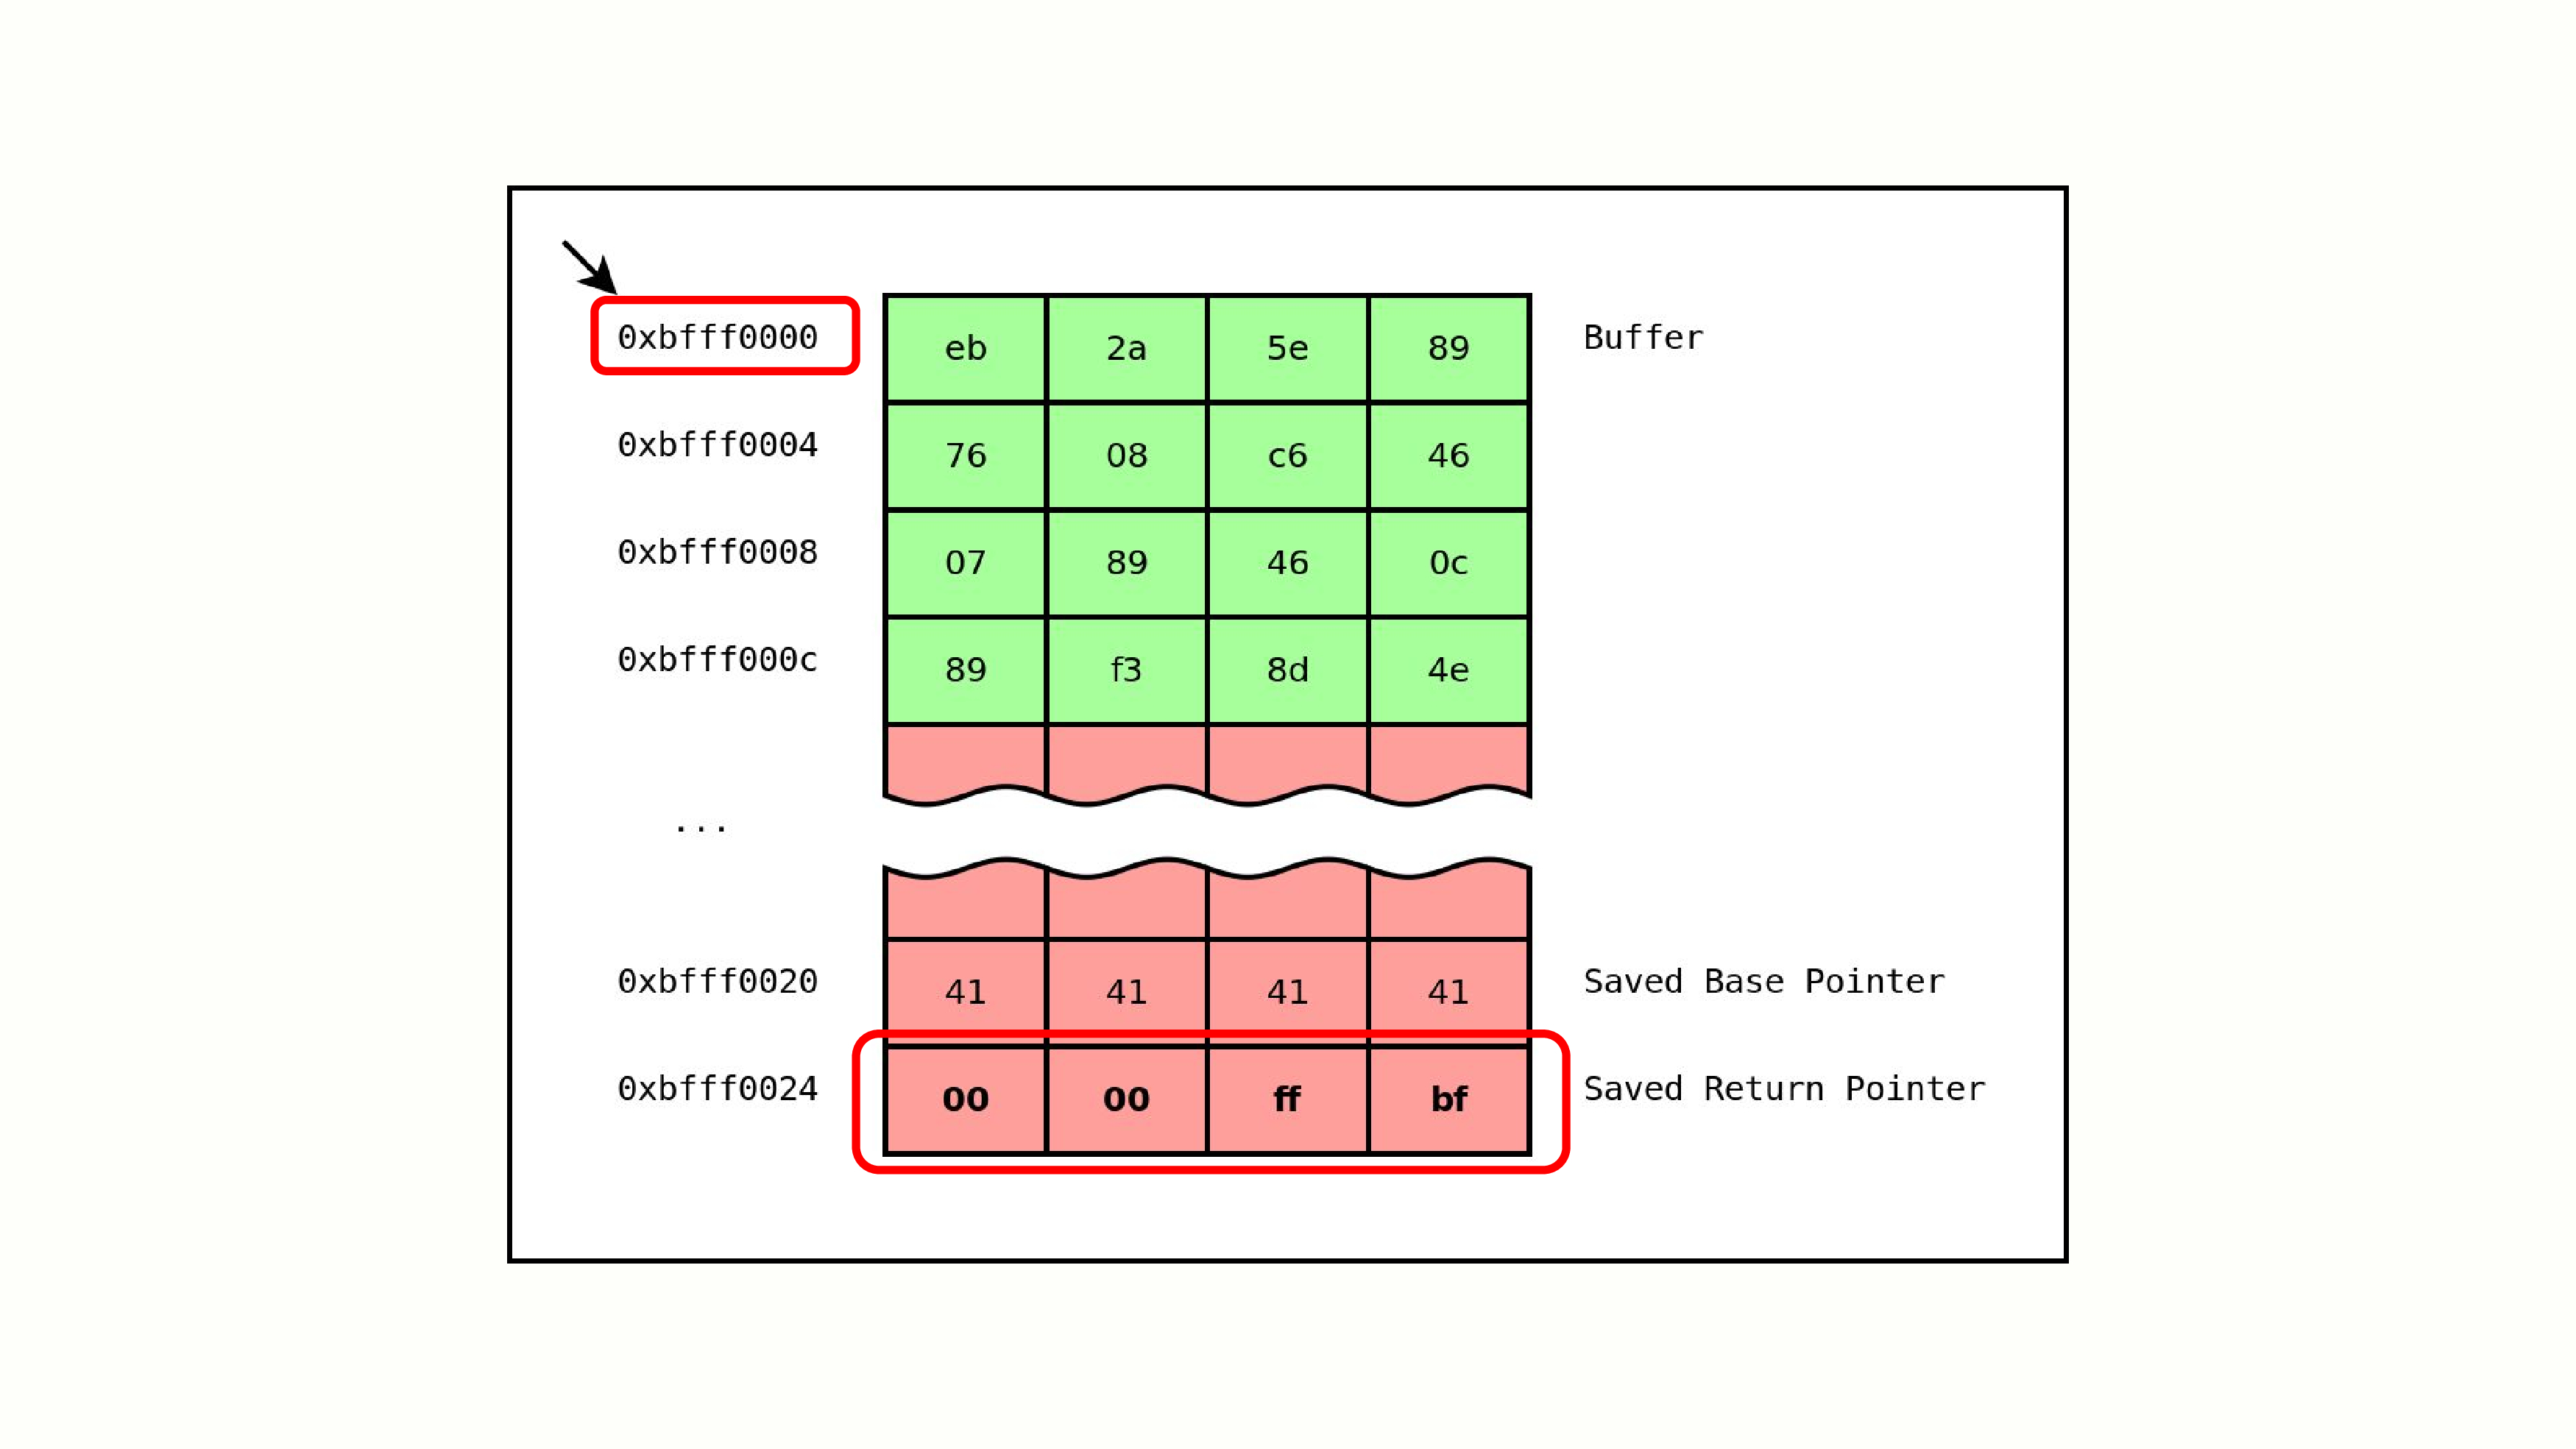 0xbfff0000 eb 2a 5e 89 Buffer
0xbfff0004 76 08 c6 46
0xbfff0008 07 89 46 0c
0xbfff000c 89 f3 8d 4e
...
0xbfff0020 41 41 41 41 Saved Base Pointer
0xbfff0024 00 00 ff bf Saved Return Pointer